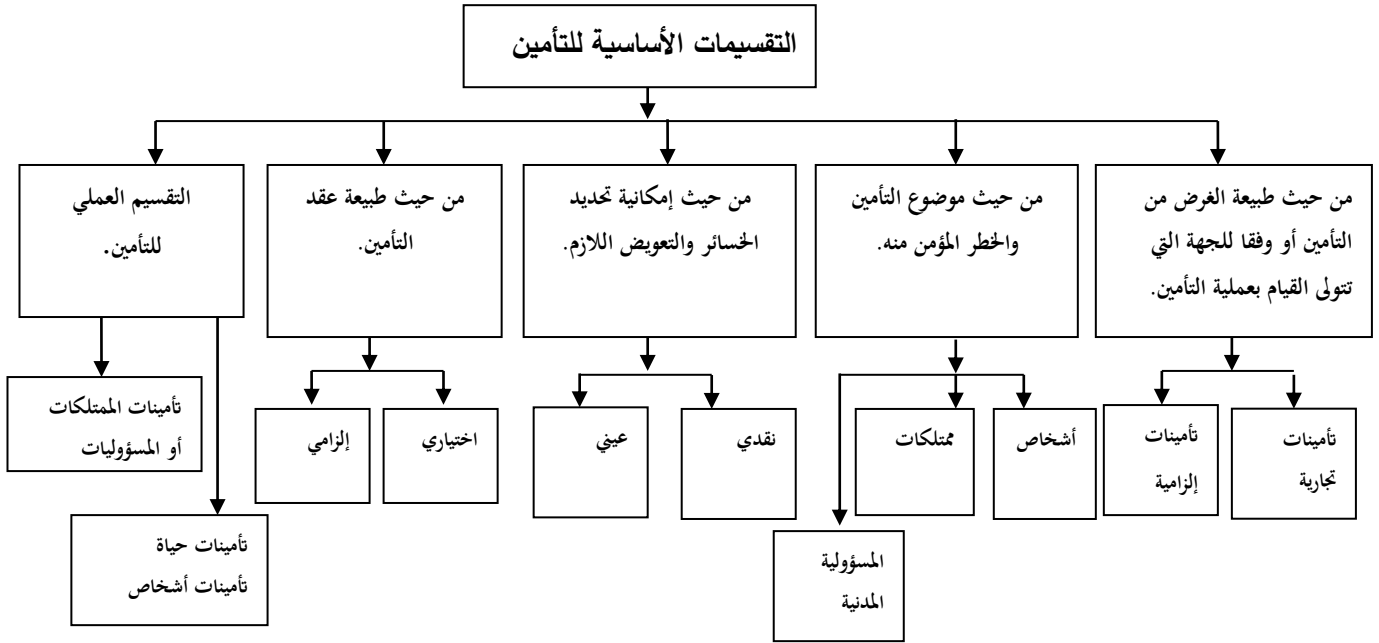 التقسيمات الأساسية للتأمين
من حيث طبيعة الغرض من
التأمين أو وفقا للجهة التي
تتولى القيام بعملية التأمين.
من حيث موضوع التأمين
والخطر المؤمن منه.
من حيث إمكانية تحديد
الخسائر والتعويض اللازم.
من حيث طبيعة عقد
التأمين.
التقسيم العملي
للتأمين.
تأمينات
تجارية
تأمينات
إلزامية
أشخاص
ممتلكات
المسؤولية
المدنية
نقدي
عيني
اختياري
إلزامي
تأمينات الممتلكات
أو المسؤوليات
تأمينات حياة
تأمينات أشخاص